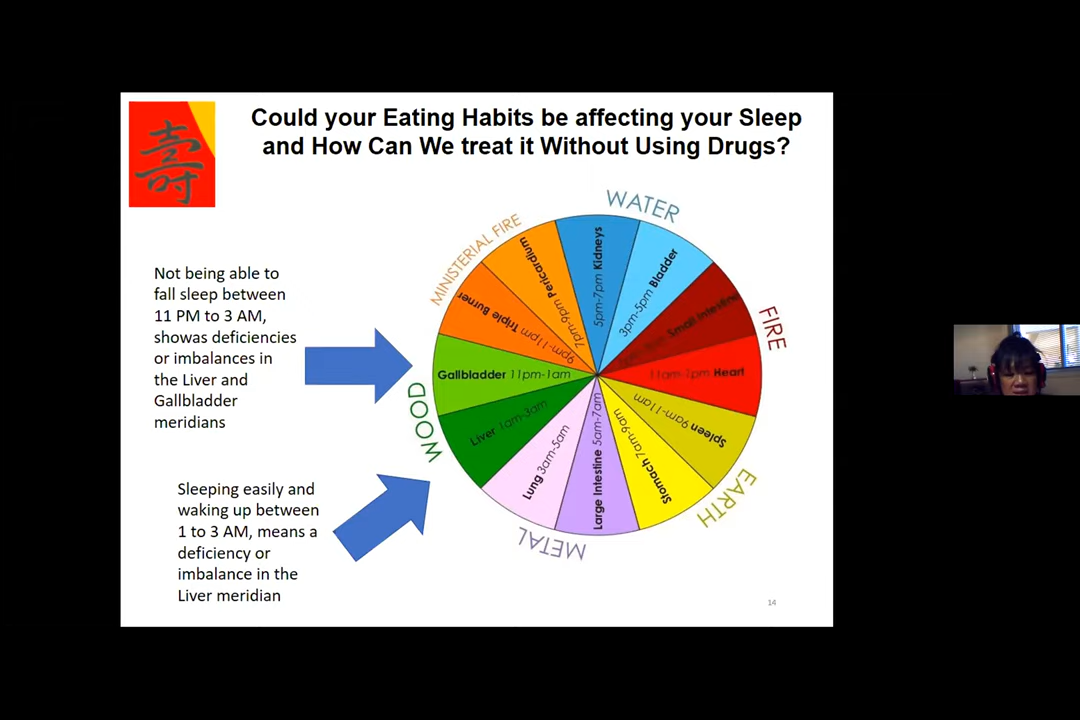 Could your Eating Habits be affecting your Sleep
and How Can We treat it Without Using Drugs?
壽
Not being able to
fall sleep between
11 PM to 3 AM,
showas deficiencies
or imbalances in
the Liver and
Gallbladder
meridians
Sleeping easily and
waking up between
1 to 3 AM, means a
deficiency or
imbalance in the
Liver meridian
WATER
5pm-7pm Kidneys
3pm-5pm Bladder
FIRE
Small Intestine
11am-1pm Heart
EARTH
Spleen 9am-11am
Stomach 7am-9am
METAL
Large Intestine 5am-7am
Lung 3am-5am
WOOD
Liver 1am-3am
Gallbladder 11pm-1am
MINISTERIAL FIRE
9pm-11pm Triple Burner
7pm-9pm Pericardium
14